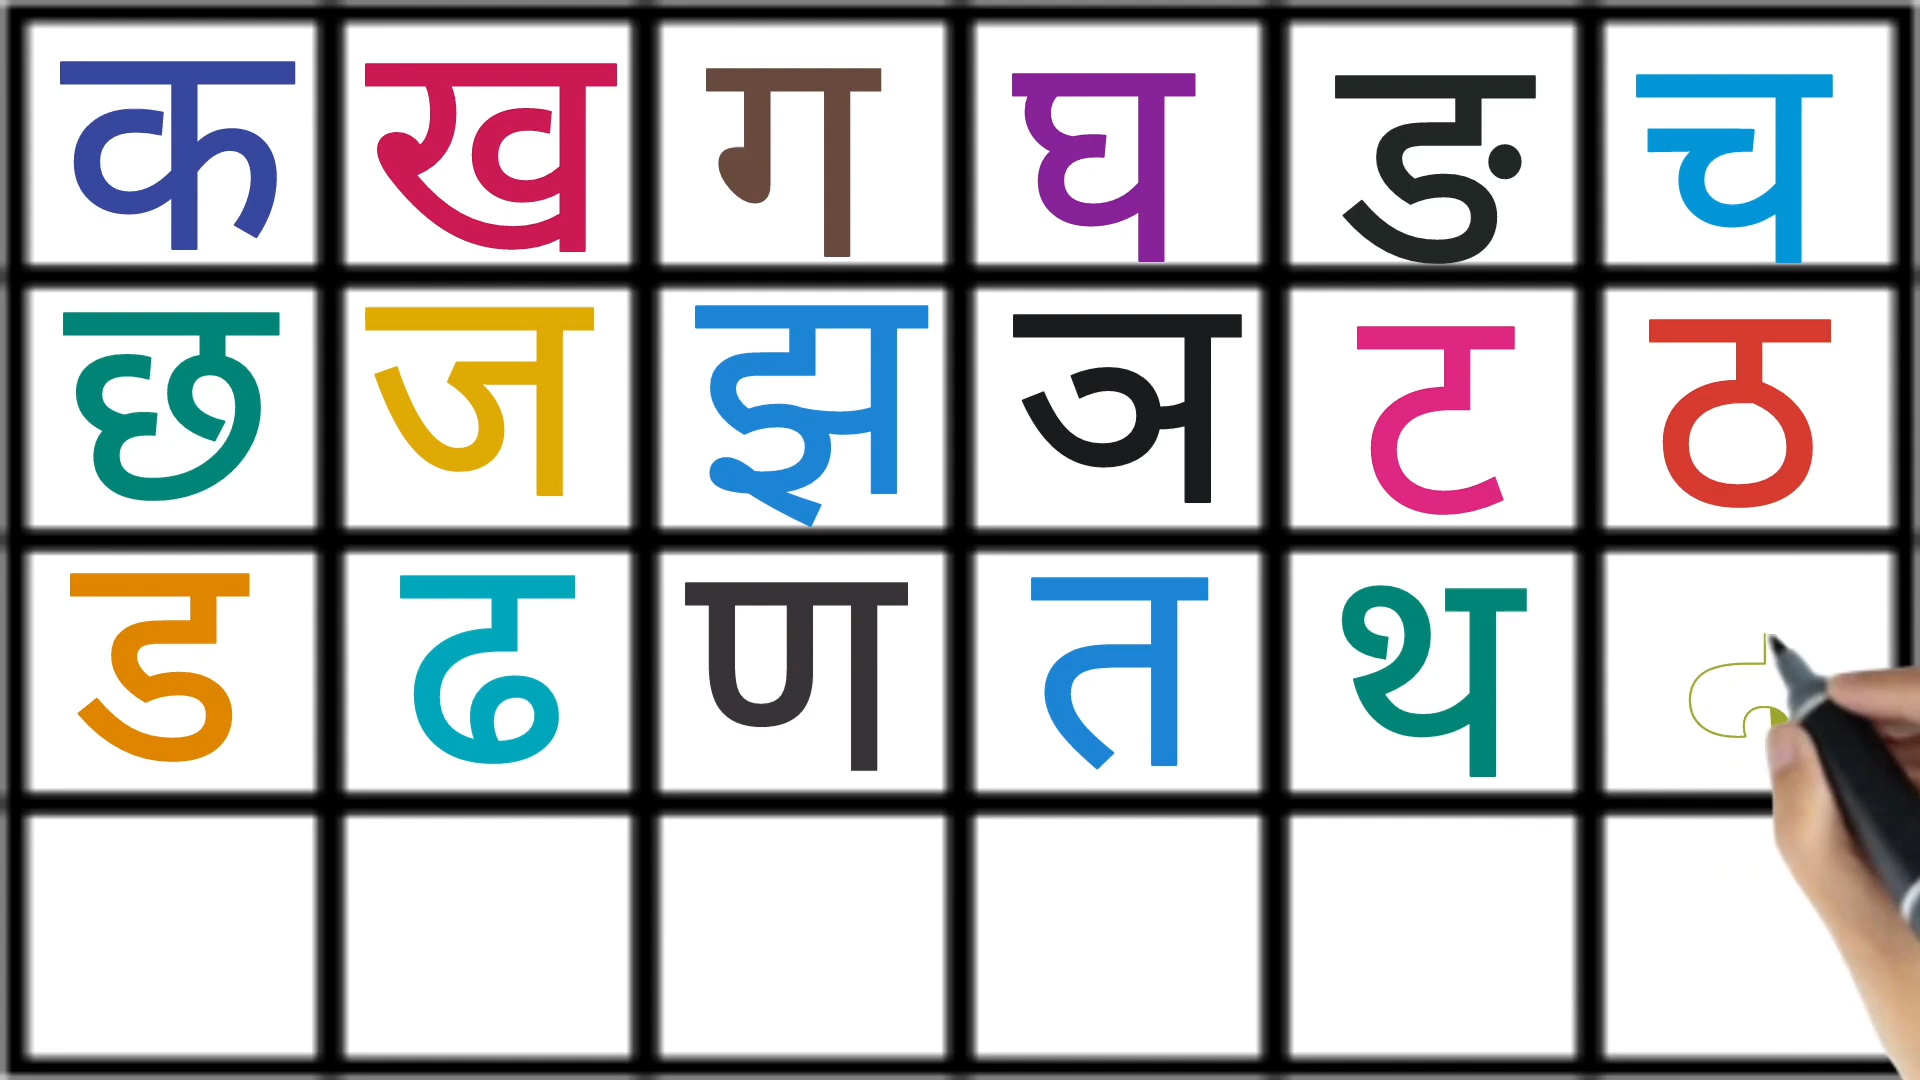 क ख ग घ ङ च
छ ज झ ञ ट ठ
ड ढ ण त थ